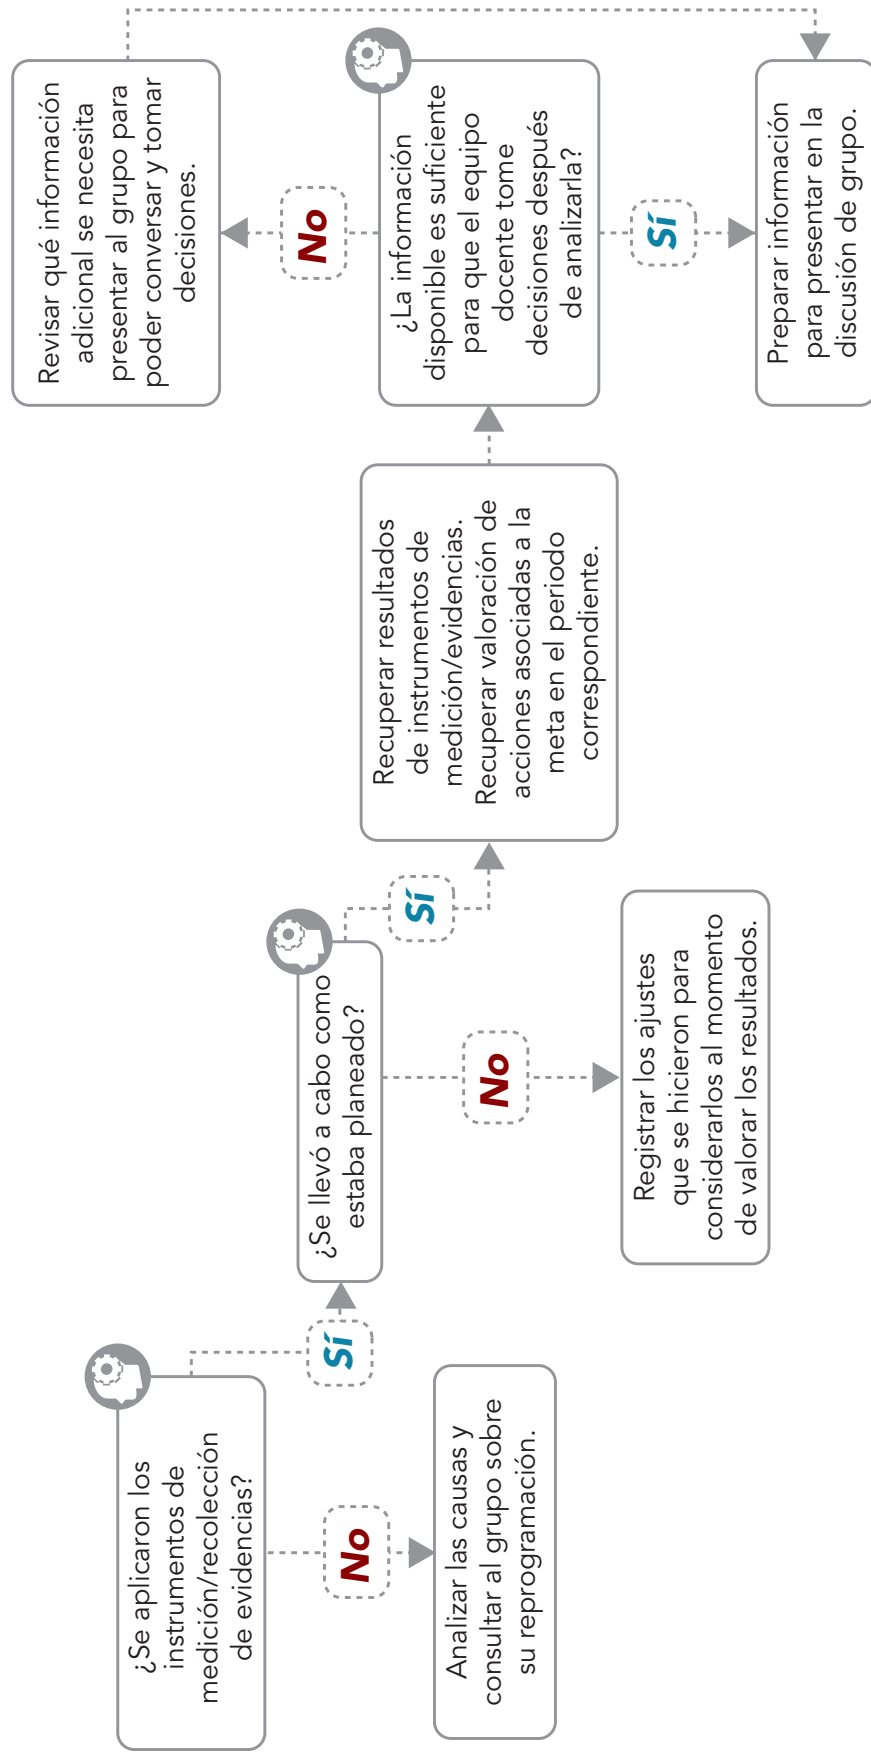 ¿Se aplicaron los
instrumentos de
medición/recolección
de evidencias?
No
Analizar las causas y
consultar al grupo sobre
su reprogramación.
Sí
¿Se llevó a cabo como
estaba planeado?
No
Registrar los ajustes
que se hicieron para
considerarlos al momento
de valorar los resultados.
Sí
Recuperar resultados
de instrumentos de
medición/evidencias.
Recuperar valoración de
acciones asociadas a la
meta en el periodo
correspondiente.
¿La información
disponible es suficiente
para que el equipo
docente tome
decisiones después
de analizarla?
No
Revisar qué información
adicional se necesita
presentar al grupo para
poder conversar y tomar
decisiones.
Sí
Preparar información
para presentar en la
discusión de grupo.